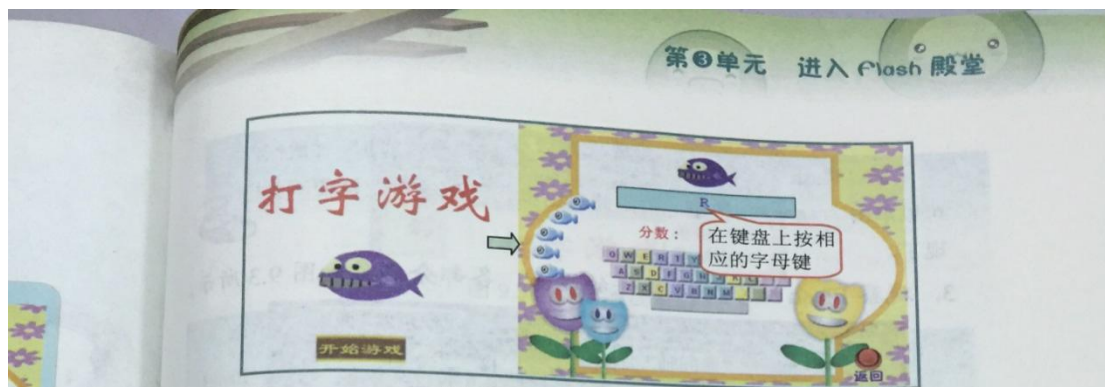 第❸单元 进入 Flash 殿堂
打字游戏
开始游戏
R
分数：
在键盘上按相
应的字母键
Q W E R T Y
A S D F G H J
Z X C V B N M
返回